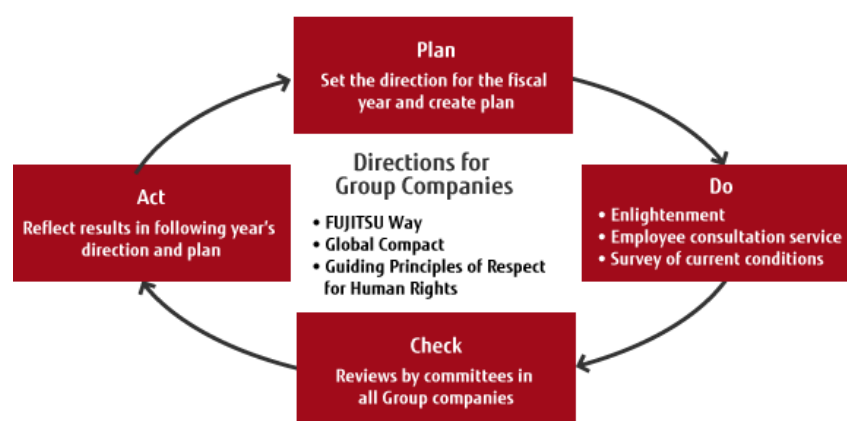 Plan
Set the direction for the fiscal
year and create plan
Directions for
Group Companies
• FUJITSU Way
• Global Compact
• Guiding Principles of Respect
for Human Rights
Act
Reflect results in following year's
direction and plan
Do
• Enlightenment
• Employee consultation service
• Survey of current conditions
Check
Reviews by committees in
all Group companies